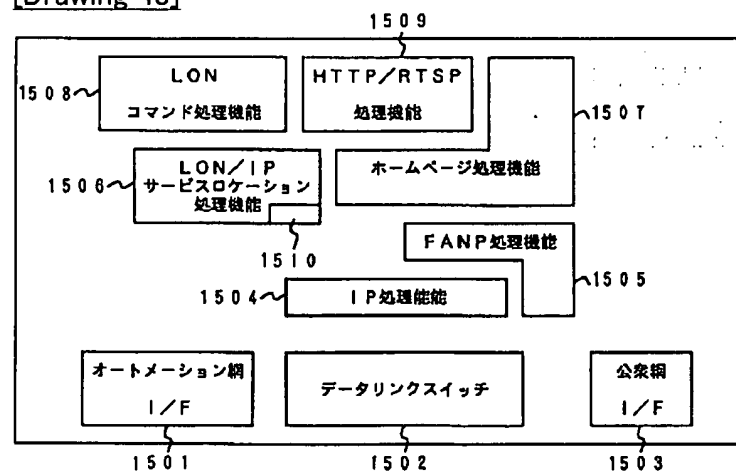 1509
LON
コマンド処理機能
1508
HTTP/RTSP
処理機能
1507
ホームページ処理機能
LON/IP
サービスロケーション
処理機能
1506
1510
FANP処理機能
1505
1504
IP処理能能
オートメーション網
I/F
データリンクスイッチ
公衆網
I/F
1501
1502
1503